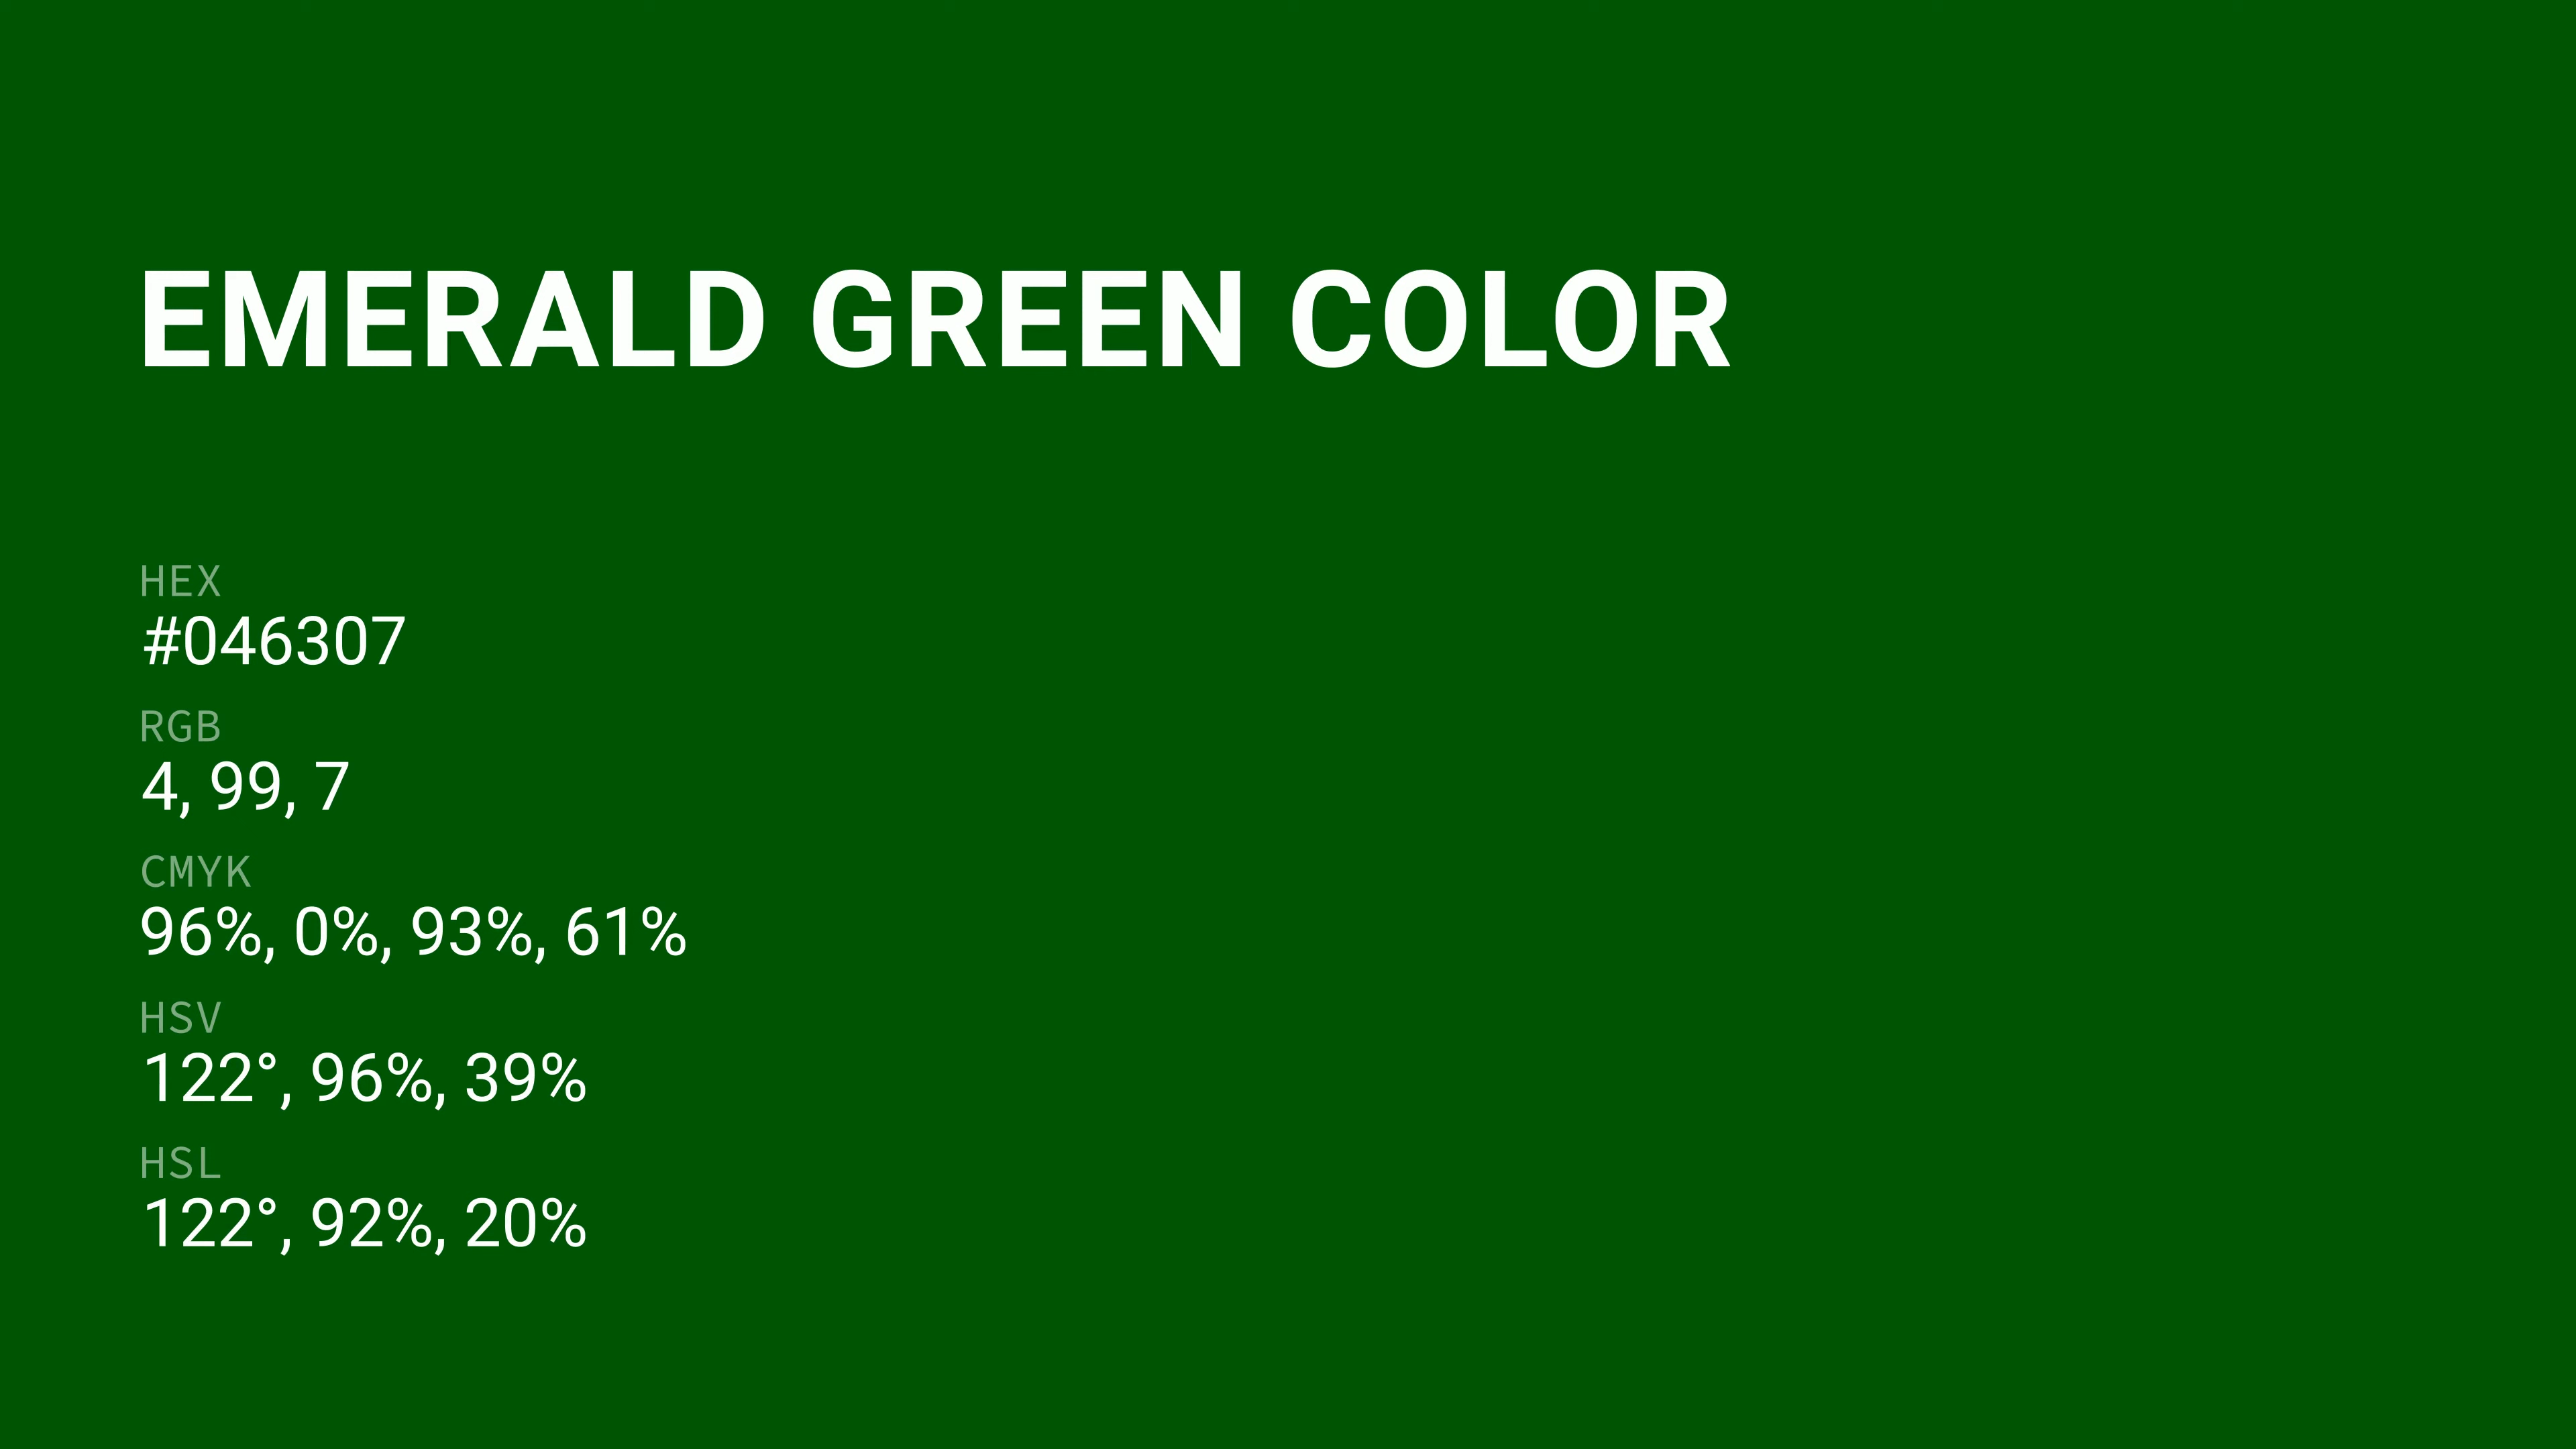 EMERALD GREEN COLOR
HEX
#046307
RGB
4, 99, 7
CMYK
96%, 0%, 93%, 61%
HSV
122°, 96%, 39%
HSL
122°, 92%, 20%